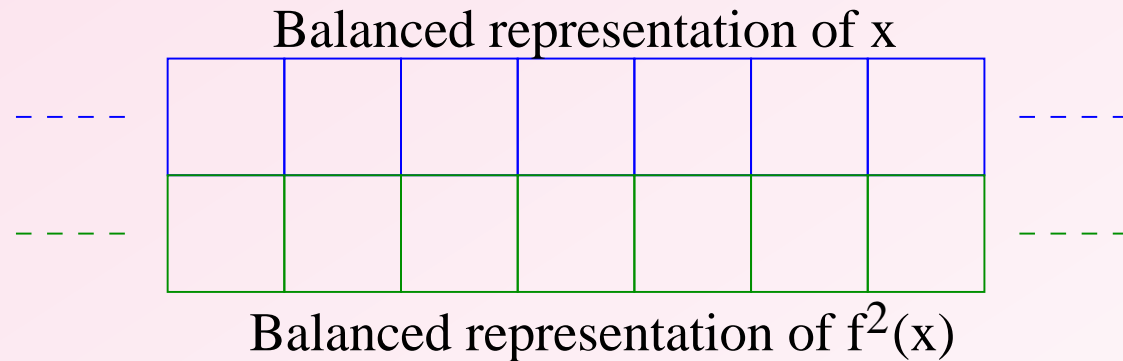 Balanced representation of x
Balanced representation of f²(x)